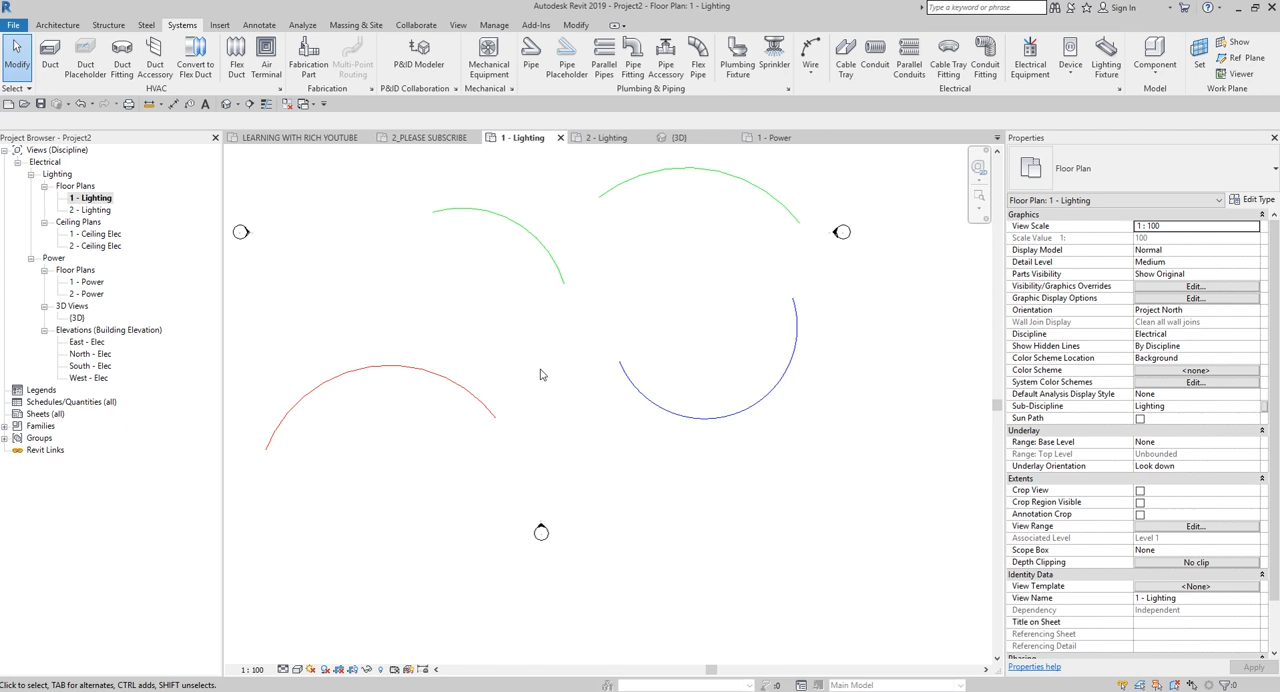 Autodesk Revit 2019 - Floor Plan: 1 - Lighting
Type a keyword or phrase
Sign In
File Architecture Structure Steel Systems Insert Annotate Analyze Massing & Site Collaborate View Manage Add-Ins Modify
Modify
Duct
Duct Placeholder
Duct Fitting
Duct Accessory
Convert to Flex Duct
Flex Duct
Air Terminal
Fabrication Part
Multi-Point Routing
P&ID Modeler
Mechanical Equipment
Pipe
Pipe Placeholder
Parallel Pipes
Pipe Fitting
Pipe Accessory
Flex Pipe
Plumbing Fixture
Sprinkler
Wire
Cable Tray
Conduit
Parallel Conduits
Cable Tray Fitting
Conduit Fitting
Electrical Equipment
Device
Lighting Fixture
Component
Set
Show
Ref Plane
Viewer
Select HVAC Fabrication P&ID Collaboration Mechanical Plumbing & Piping Electrical Model Work Plane
Project Browser - Project2
LEARNING WITH RICH YOUTUBE
2_PLEASE SUBSCRIBE
1 - Lighting
2 - Lighting
{3D}
1 - Power
Properties
Views (Discipline)
Electrical
Lighting
Floor Plans
1 - Lighting
2 - Lighting
Ceiling Plans
1 - Ceiling Elec
2 - Ceiling Elec
Power
Floor Plans
1 - Power
2 - Power
3D Views
{3D}
Elevations (Building Elevation)
East - Elec
North - Elec
South - Elec
West - Elec
Legends
Schedules/Quantities (all)
Sheets (all)
Families
Groups
Revit Links
Floor Plan
Floor Plan: 1 - Lighting
Edit Type
Graphics
View Scale 1 : 100
Scale Value 1: 100
Display Model Normal
Detail Level Medium
Parts Visibility Show Original
Visibility/Graphics Overrides Edit...
Graphic Display Options Edit...
Orientation Project North
Wall Join Display Clean all wall joins
Discipline Electrical
Show Hidden Lines By Discipline
Color Scheme Location Background
Color Scheme <none>
System Color Schemes Edit...
Default Analysis Display Style None
Sub-Discipline Lighting
Sun Path
Underlay
Range: Base Level None
Range: Top Level Unbounded
Underlay Orientation Look down
Extents
Crop View
Crop Region Visible
Annotation Crop
View Range Edit...
Associated Level Level 1
Scope Box None
Depth Clipping No clip
Identity Data
View Template <None>
View Name 1 - Lighting
Dependency Independent
Title on Sheet
Referencing Sheet
Referencing Detail
Phasing
Properties help
Apply
1 : 100
Click to select, TAB for alternates, CTRL adds, SHIFT unselects.
:0
Main Model
:0